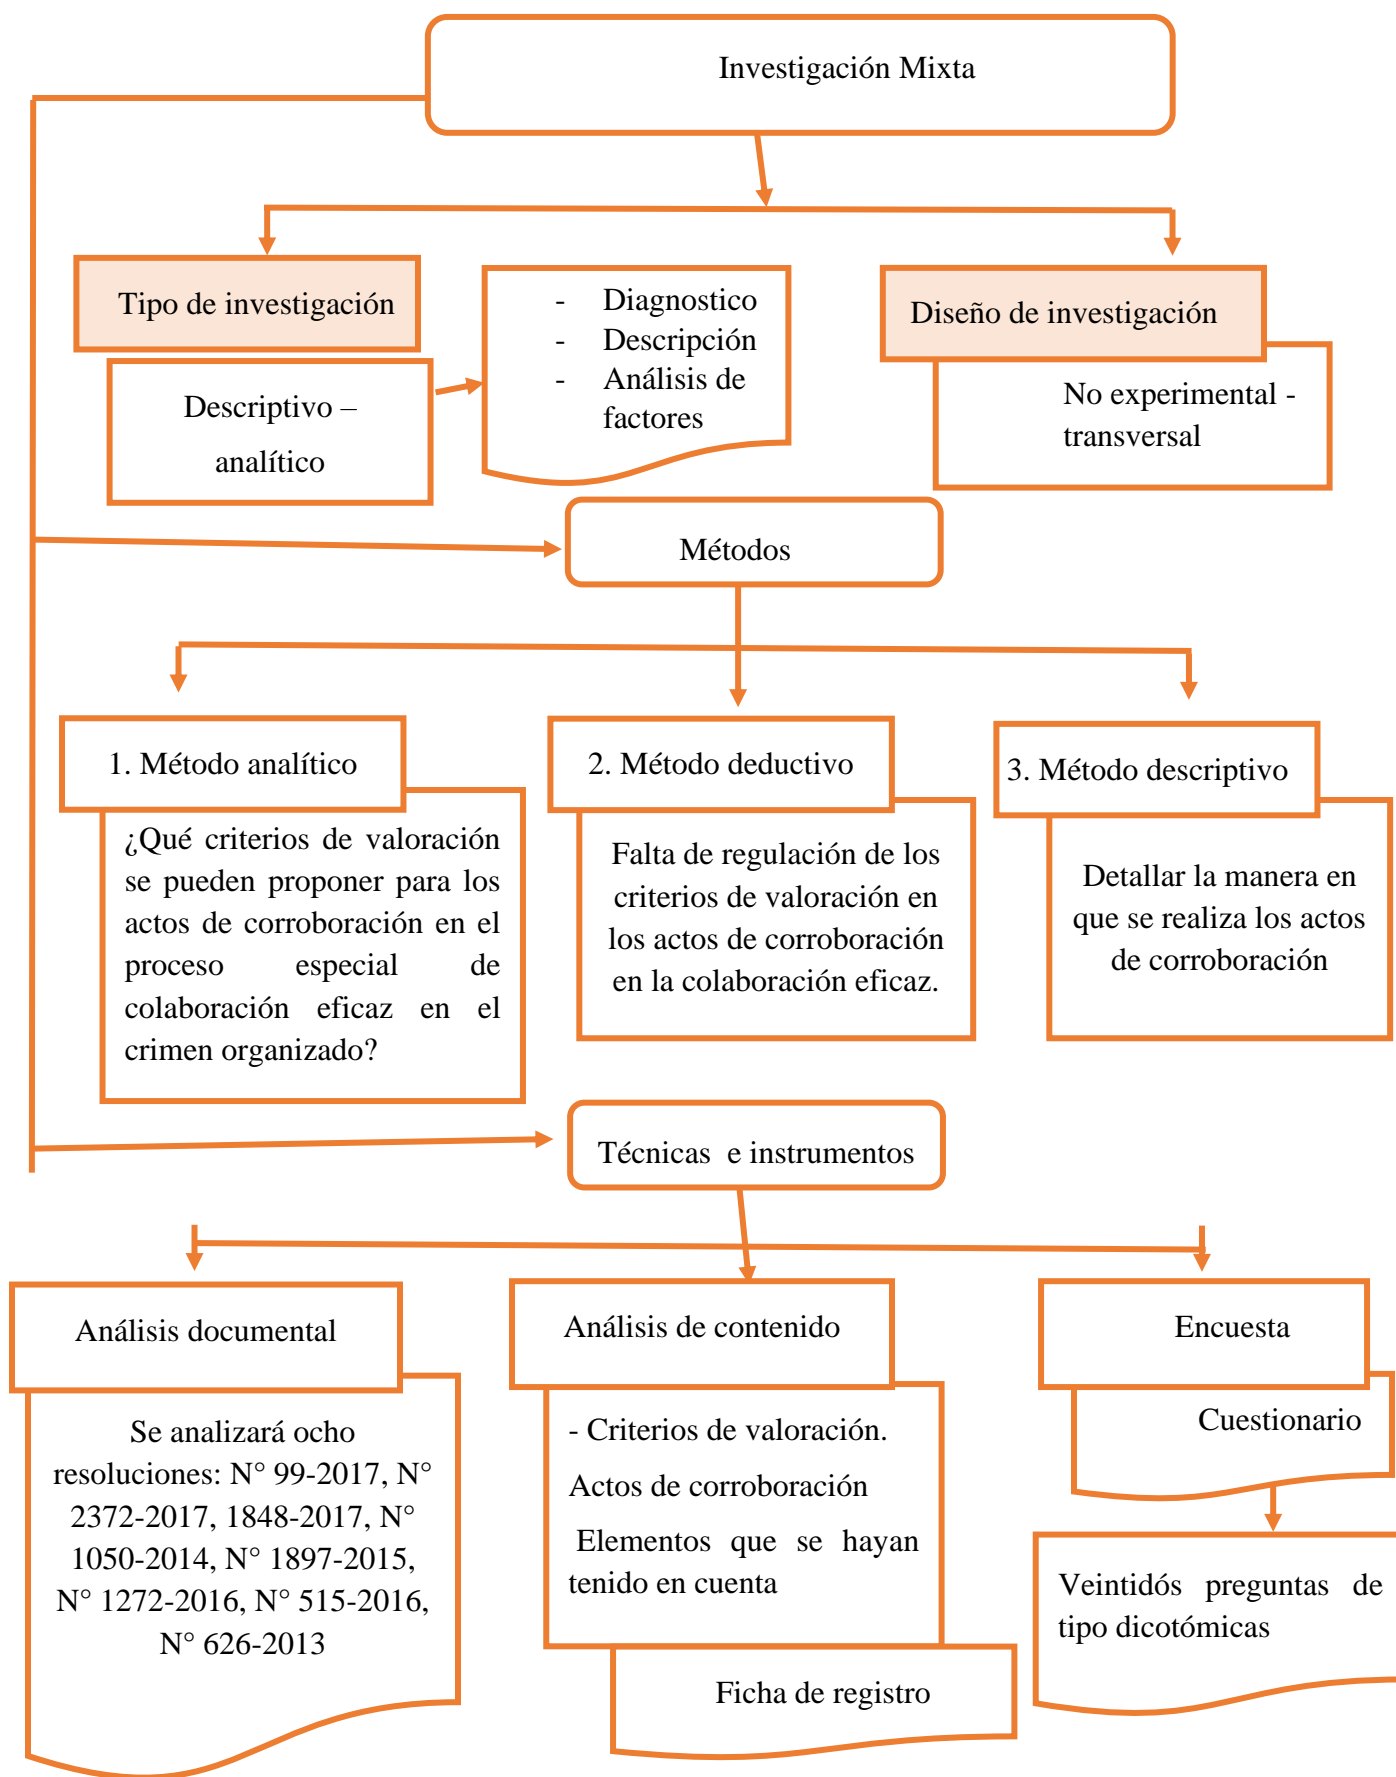 Investigación Mixta
Tipo de investigación
Descriptivo –
analítico
- Diagnostico
- Descripción
- Análisis de
factores
Diseño de investigación
No experimental -
transversal
Métodos
1. Método analítico
¿Qué criterios de valoración
se pueden proponer para los
actos de corroboración en el
proceso especial de
colaboración eficaz en el
crimen organizado?
2. Método deductivo
Falta de regulación de los
criterios de valoración en
los actos de corroboración
en la colaboración eficaz.
3. Método descriptivo
Detallar la manera en
que se realiza los actos
de corroboración
Técnicas e instrumentos
Análisis documental
Se analizará ocho
resoluciones: N° 99-2017, N°
2372-2017, 1848-2017, N°
1050-2014, N° 1897-2015,
N° 1272-2016, N° 515-2016,
N° 626-2013
Análisis de contenido
- Criterios de valoración.
Actos de corroboración
Elementos que se hayan
tenido en cuenta
Ficha de registro
Encuesta
Cuestionario
Veintidós preguntas de
tipo dicotómicas